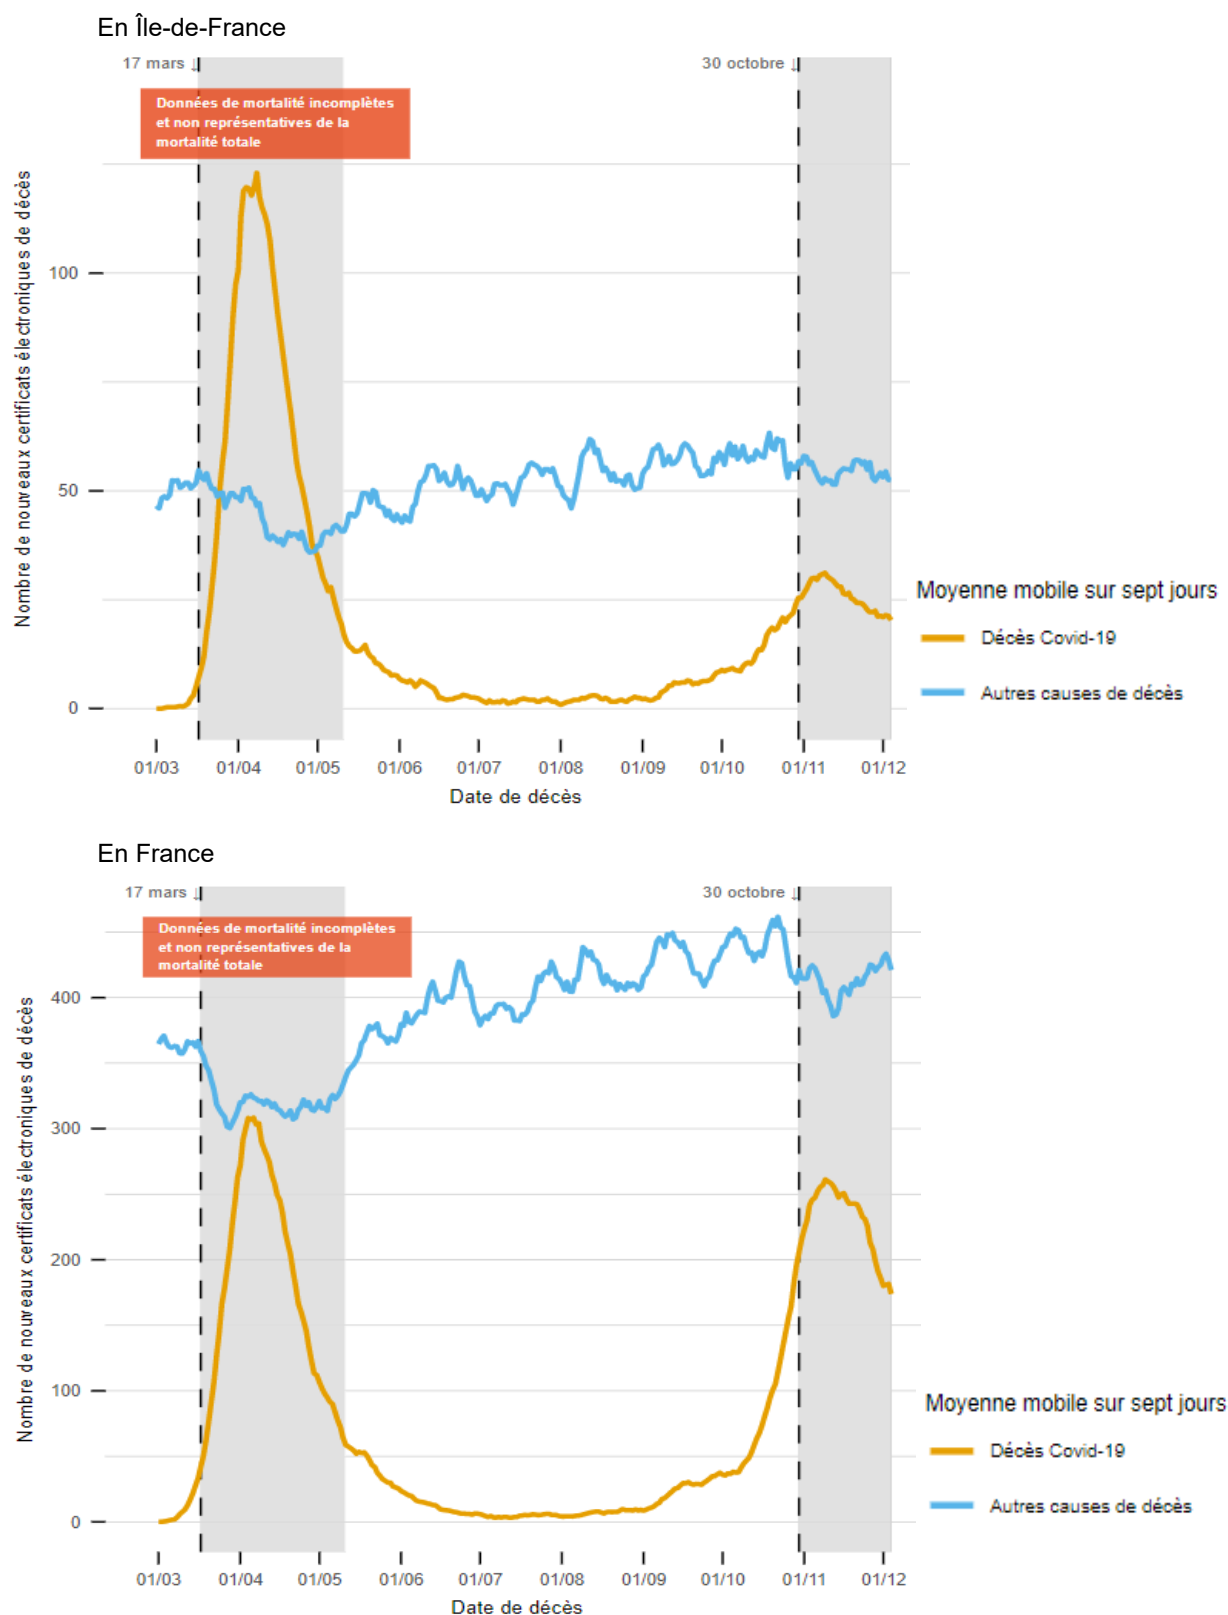 En Île-de-France
17 mars ↓
30 octobre ↓
Données de mortalité incomplètes
et non représentatives de la
mortalité totale
Nombre de nouveaux certificats électroniques de décès
100
50
0
Moyenne mobile sur sept jours
Décès Covid-19
Autres causes de décès
01/03 01/04 01/05 01/06 01/07 01/08 01/09 01/10 01/11 01/12
Date de décès
En France
17 mars ↓
30 octobre ↓
Données de mortalité incomplètes
et non représentatives de la
mortalité totale
Nombre de nouveaux certificats électroniques de décès
400
300
200
100
0
Moyenne mobile sur sept jours
Décès Covid-19
Autres causes de décès
01/03 01/04 01/05 01/06 01/07 01/08 01/09 01/10 01/11 01/12
Date de décès